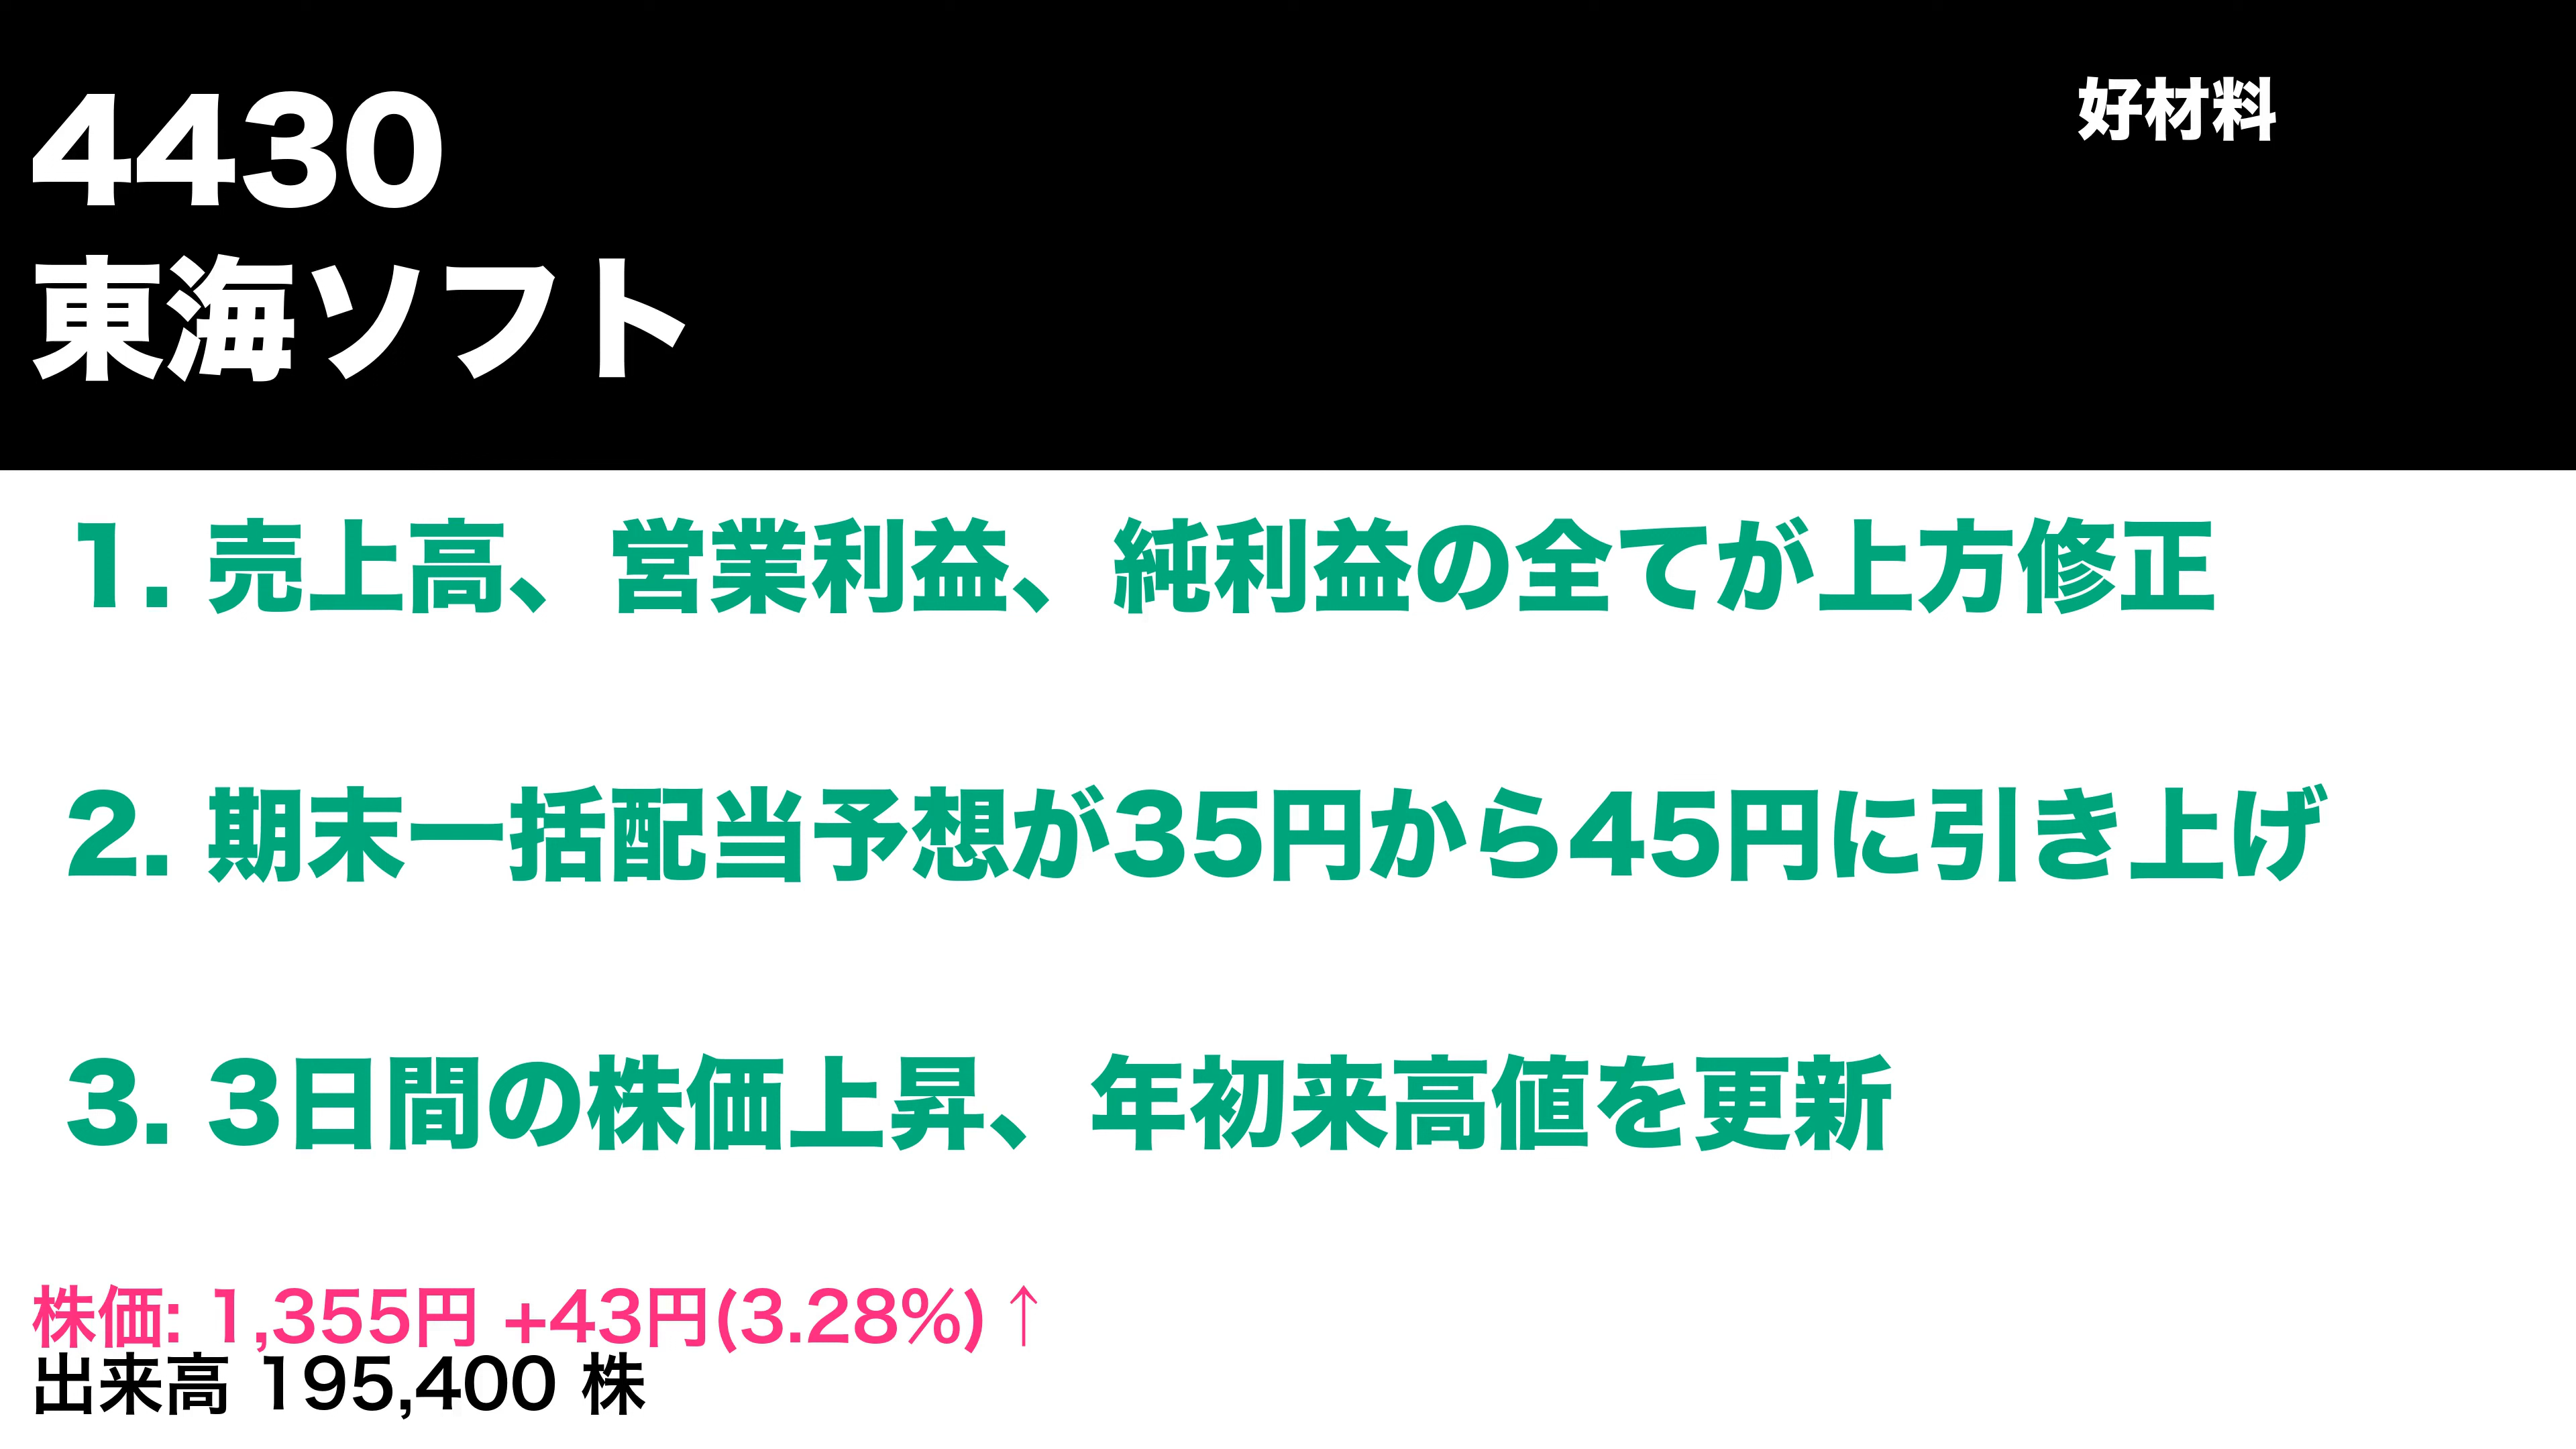 4430
東海ソフト
好材料
1. 売上高、営業利益、純利益の全てが上方修正
2. 期末一括配当予想が35円から45円に引き上げ
3. 3日間の株価上昇、年初来高値を更新
株価: 1,355円 +43円(3.28%)↑
出来高 195,400 株